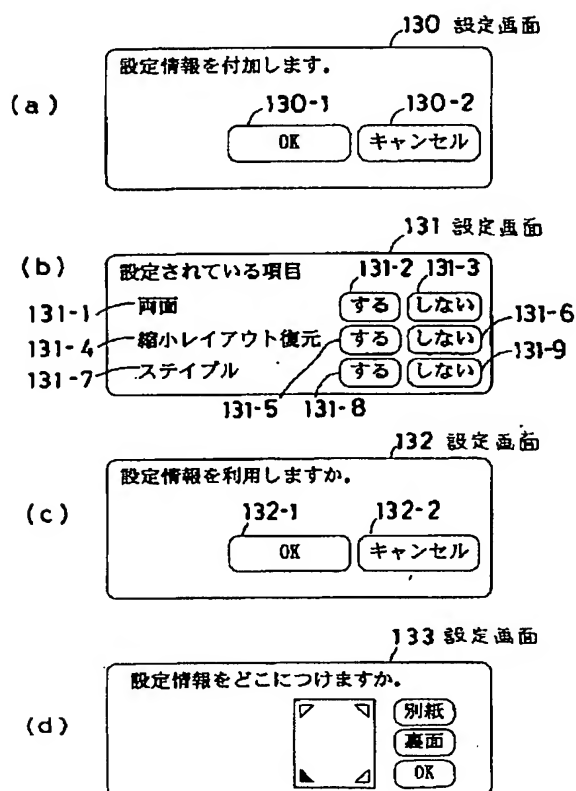 130 設定画面
(a)
設定情報を付加します。
130-1 130-2
OK キャンセル
131 設定画面
(b)
設定されている項目 131-2 131-3
131-1 両面 する しない 131-6
131-4 縮小レイアウト復元 する しない 131-9
131-7 ステイプル する しない
131-5 131-8
132 設定画面
設定情報を利用しますか。
(c)
132-1 132-2
OK キャンセル
133 設定画面
設定情報をどこにつけますか。
別紙
(d)
裏面
OK